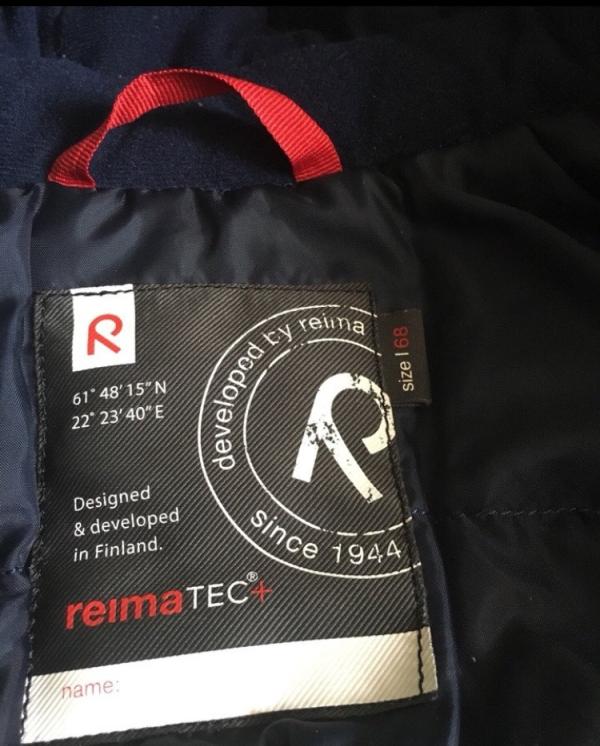 R
61° 48' 15" N
22° 23' 40" E
developed by reima
R
since 1944
size | 68
Designed
& developed
in Finland.
reimaTEC®+
name: